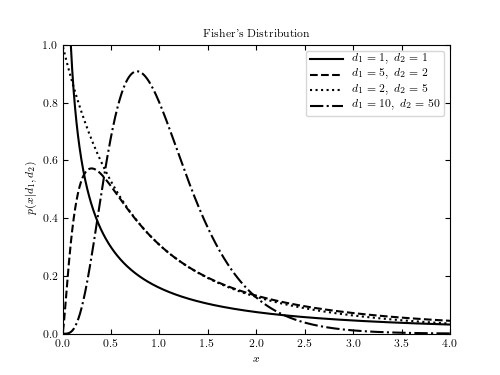 Fisher's Distribution
d₁ = 1, d₂ = 1
d₁ = 5, d₂ = 2
d₁ = 2, d₂ = 5
d₁ = 10, d₂ = 50
p(x|d₁, d₂)
1.0
0.8
0.6
0.4
0.2
0.0
0.0 0.5 1.0 1.5 2.0 2.5 3.0 3.5 4.0
x